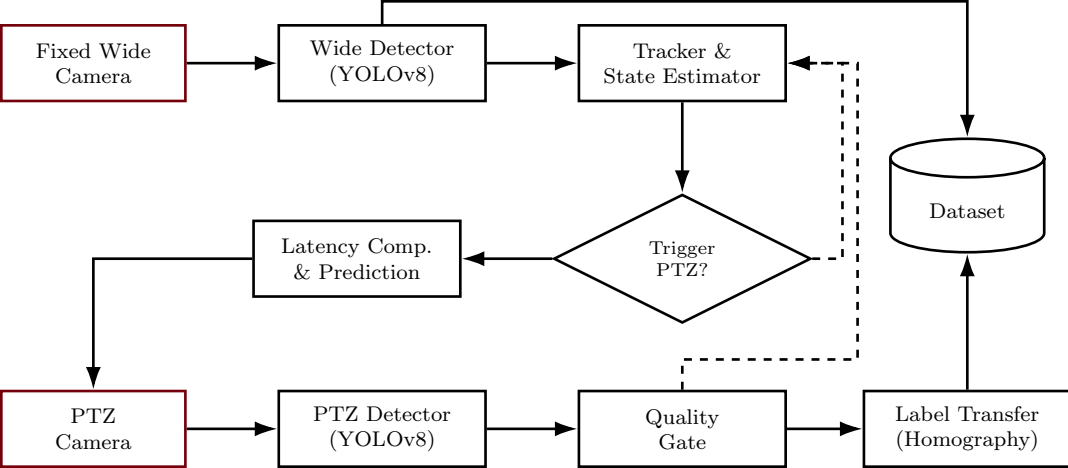 Fixed Wide
Camera
Wide Detector
(YOLOv8)
Tracker &
State Estimator
Dataset
Latency Comp.
& Prediction
Trigger
PTZ?
PTZ
Camera
PTZ Detector
(YOLOv8)
Quality
Gate
Label Transfer
(Homography)